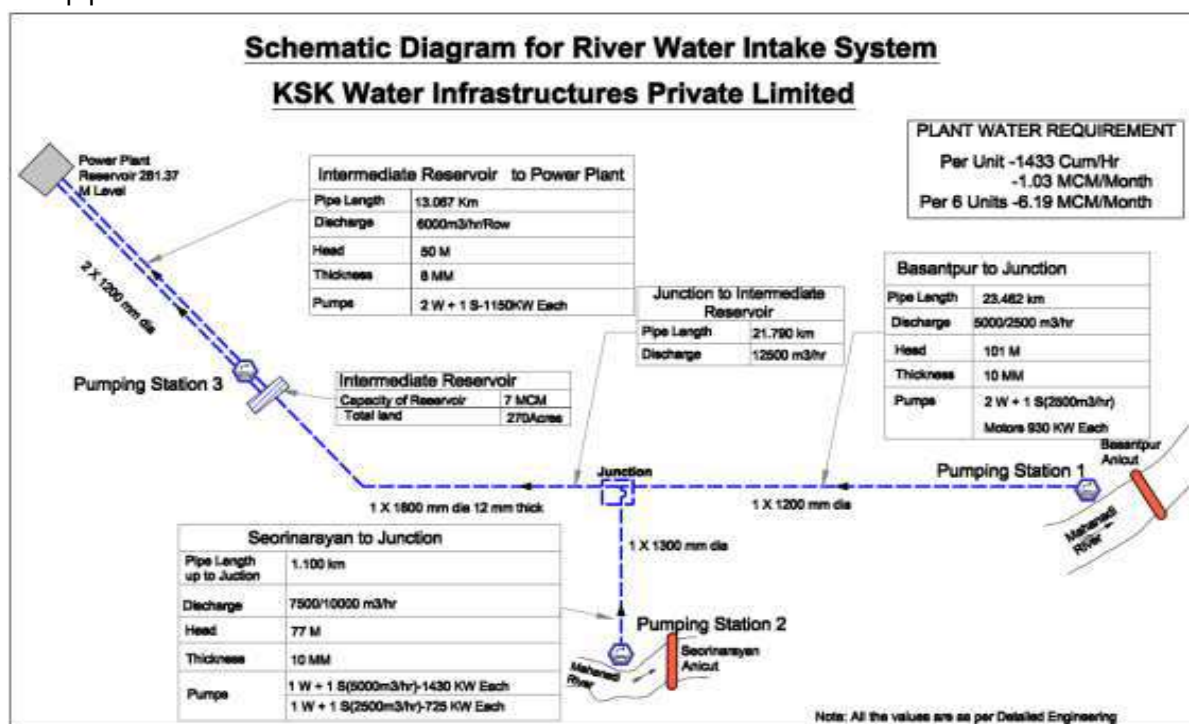 Schematic Diagram for River Water Intake System
KSK Water Infrastructures Private Limited
PLANT WATER REQUIREMENT
Per Unit -1433 Cum/Hr
-1.03 MCM/Month
Per 6 Units -6.19 MCM/Month
Power Plant
Reservoir 281.37
M Level
Intermediate Reservoir to Power Plant
Pipe Length 13.067 Km
Discharge 6000m3/hr/Row
Head 50 M
Thickness 8 MM
Pumps 2 W + 1 S-1150KW Each
2 X 1200 mm dia
Junction to Intermediate
Reservoir
Pipe Length 21.790 km
Discharge 12500 m3/hr
Basantpur to Junction
Pipe Length 23.462 km
Discharge 5000/2500 m3/hr
Head 101 M
Thickness 10 MM
Pumps 2 W + 1 S(2500m3/hr)
Motors 930 KW Each
Pumping Station 3
Intermediate Reservoir
Capacity of Reservoir 7 MCM
Total land 270Acres
Junction
Pumping Station 1
Basantpur
Anicut
Mahanadi
River
1 X 1800 mm dia 12 mm thick
1 X 1200 mm dia
1 X 1300 mm dia
Seorinarayan to Junction
Pipe Length
up to Juction 1.100 km
Discharge 7500/10000 m3/hr
Head 77 M
Thickness 10 MM
Pumps 1 W + 1 S(5000m3/hr)-1430 KW Each
1 W + 1 S(2500m3/hr)-725 KW Each
Pumping Station 2
Mahanadi
River
Seorinarayan
Anicut
Note: All the values are as per Detailed Engineering